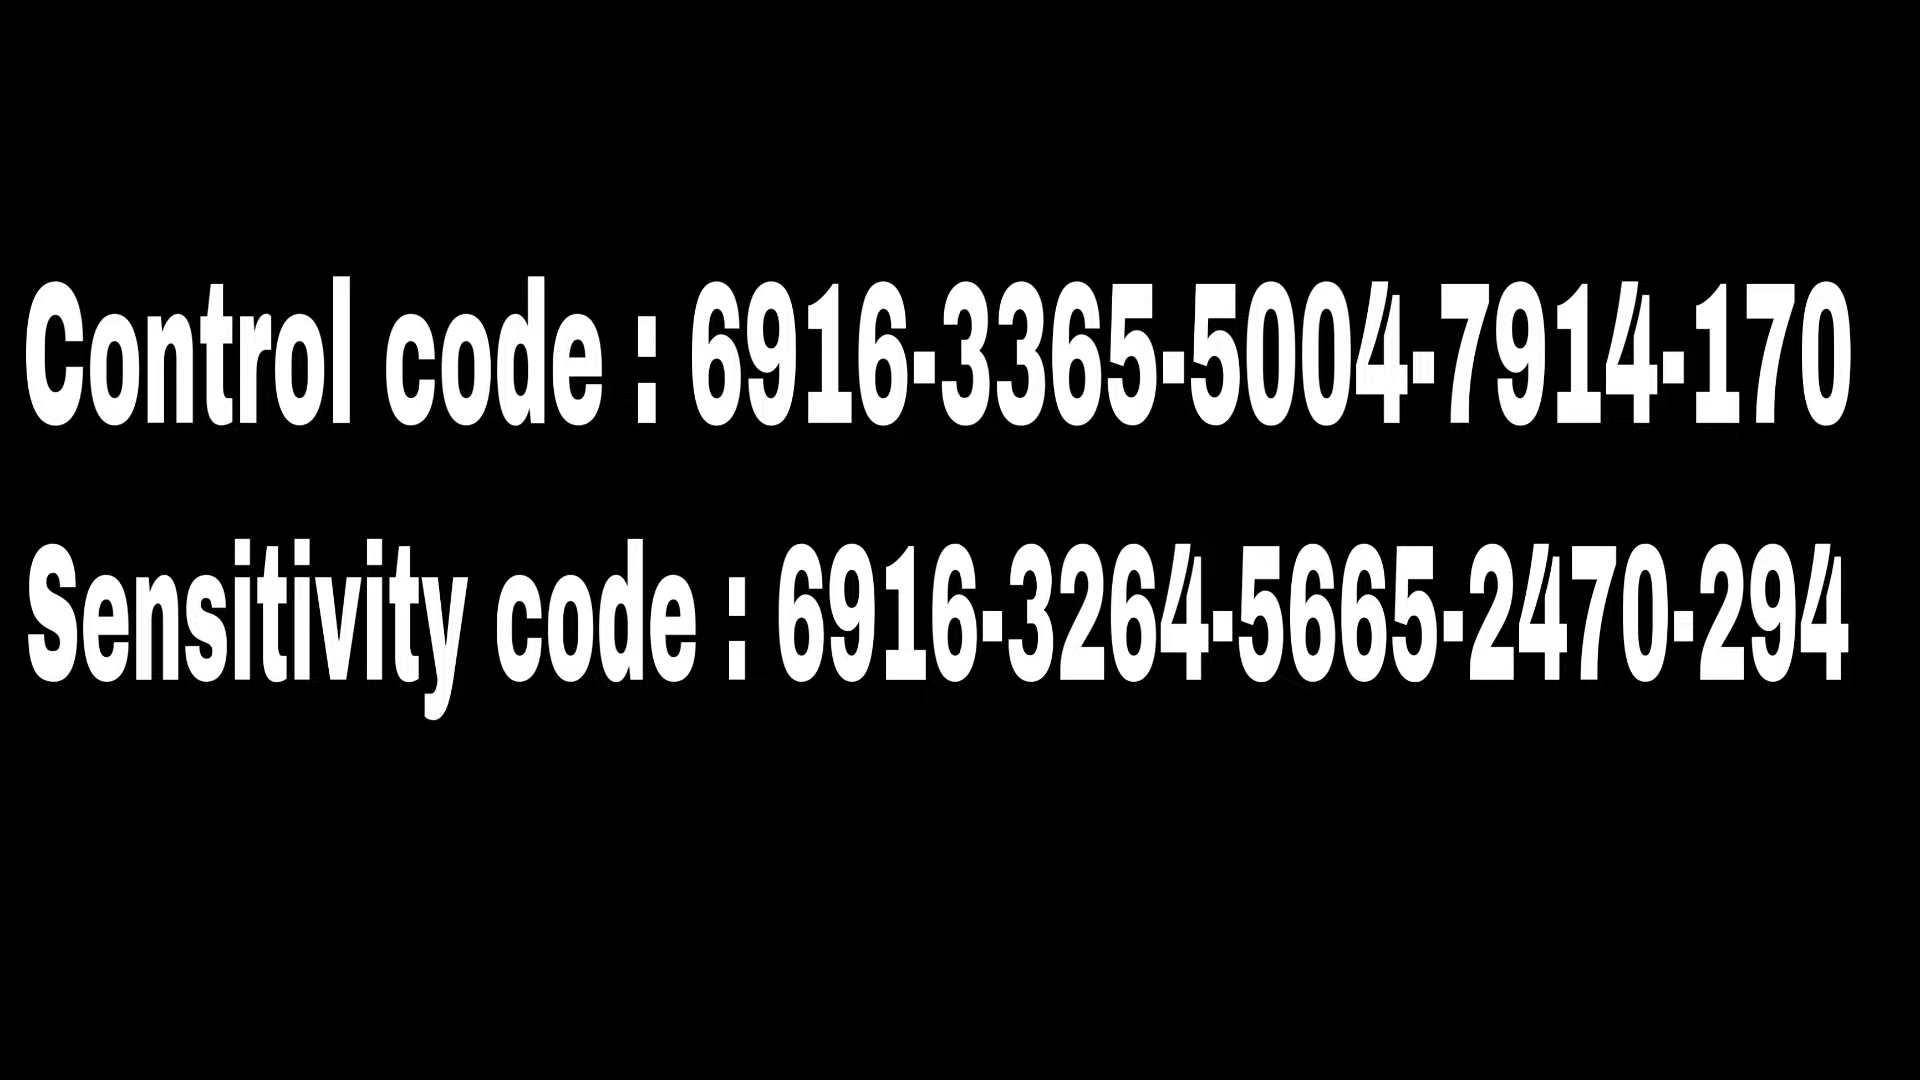 Control code : 6916-3365-5004-7914-170
Sensitivity code : 6916-3264-5665-2470-294